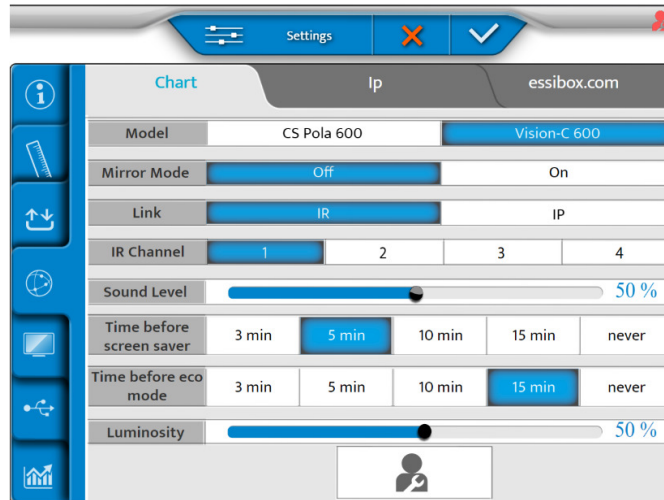 Settings
Chart Ip essibox.com
Model CS Pola 600 Vision-C 600
Mirror Mode Off On
Link IR IP
IR Channel 1 2 3 4
Sound Level 50 %
Time before screen saver 3 min 5 min 10 min 15 min never
Time before eco mode 3 min 5 min 10 min 15 min never
Luminosity 50 %